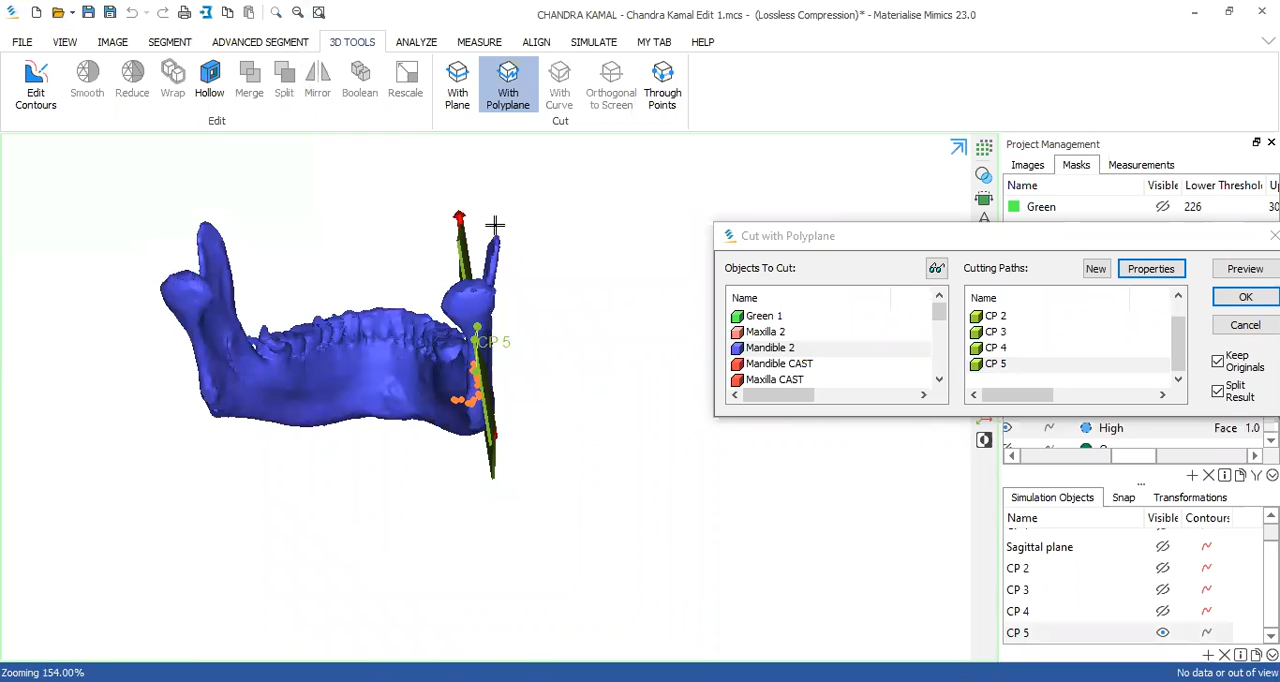 CHANDRA KAMAL - Chandra Kamal Edit 1.mcs - (Lossless Compression)* - Materialise Mimics 23.0
FILE VIEW IMAGE SEGMENT ADVANCED SEGMENT 3D TOOLS ANALYZE MEASURE ALIGN SIMULATE MY TAB HELP
Edit Contours Smooth Reduce Wrap Hollow Merge Split Mirror Boolean Rescale With Plane With Polyplane With Curve Orthogonal to Screen Through Points
Edit Cut
Project Management
Images Masks Measurements
Name Visible Lower Threshold Up
Green 226 30
Cut with Polyplane
Objects To Cut: Cutting Paths: New Properties Preview
Name Name
Green 1 CP 2 OK
Maxilla 2 CP 3 Cancel
Mandible 2 CP 4
Mandible CAST CP 5 Keep Originals
Maxilla CAST Split Result
CP 5
High Face 1.0
...
Simulation Objects Snap Transformations
Name Visible Contours
Sagittal plane
CP 2
CP 3
CP 4
CP 5
Zooming 154.00% No data or out of view